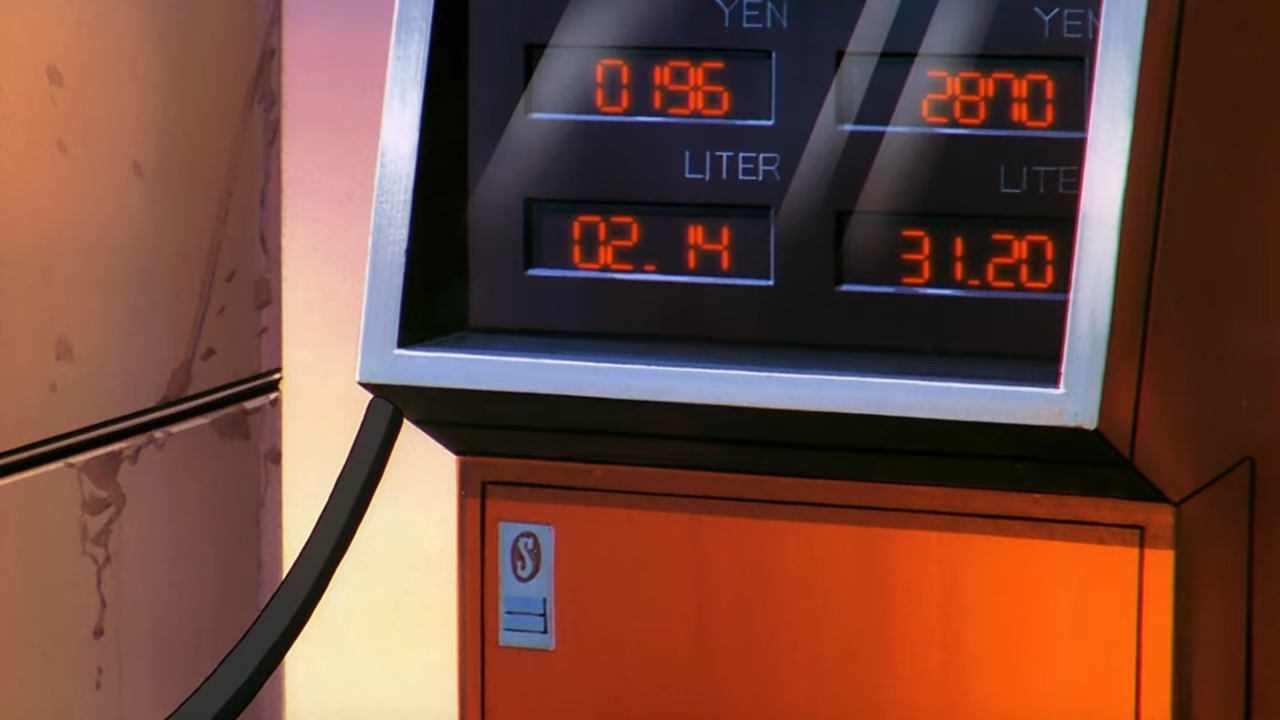 YEN YEN
0196 2870
LITER LITE
02.14 31.20
S